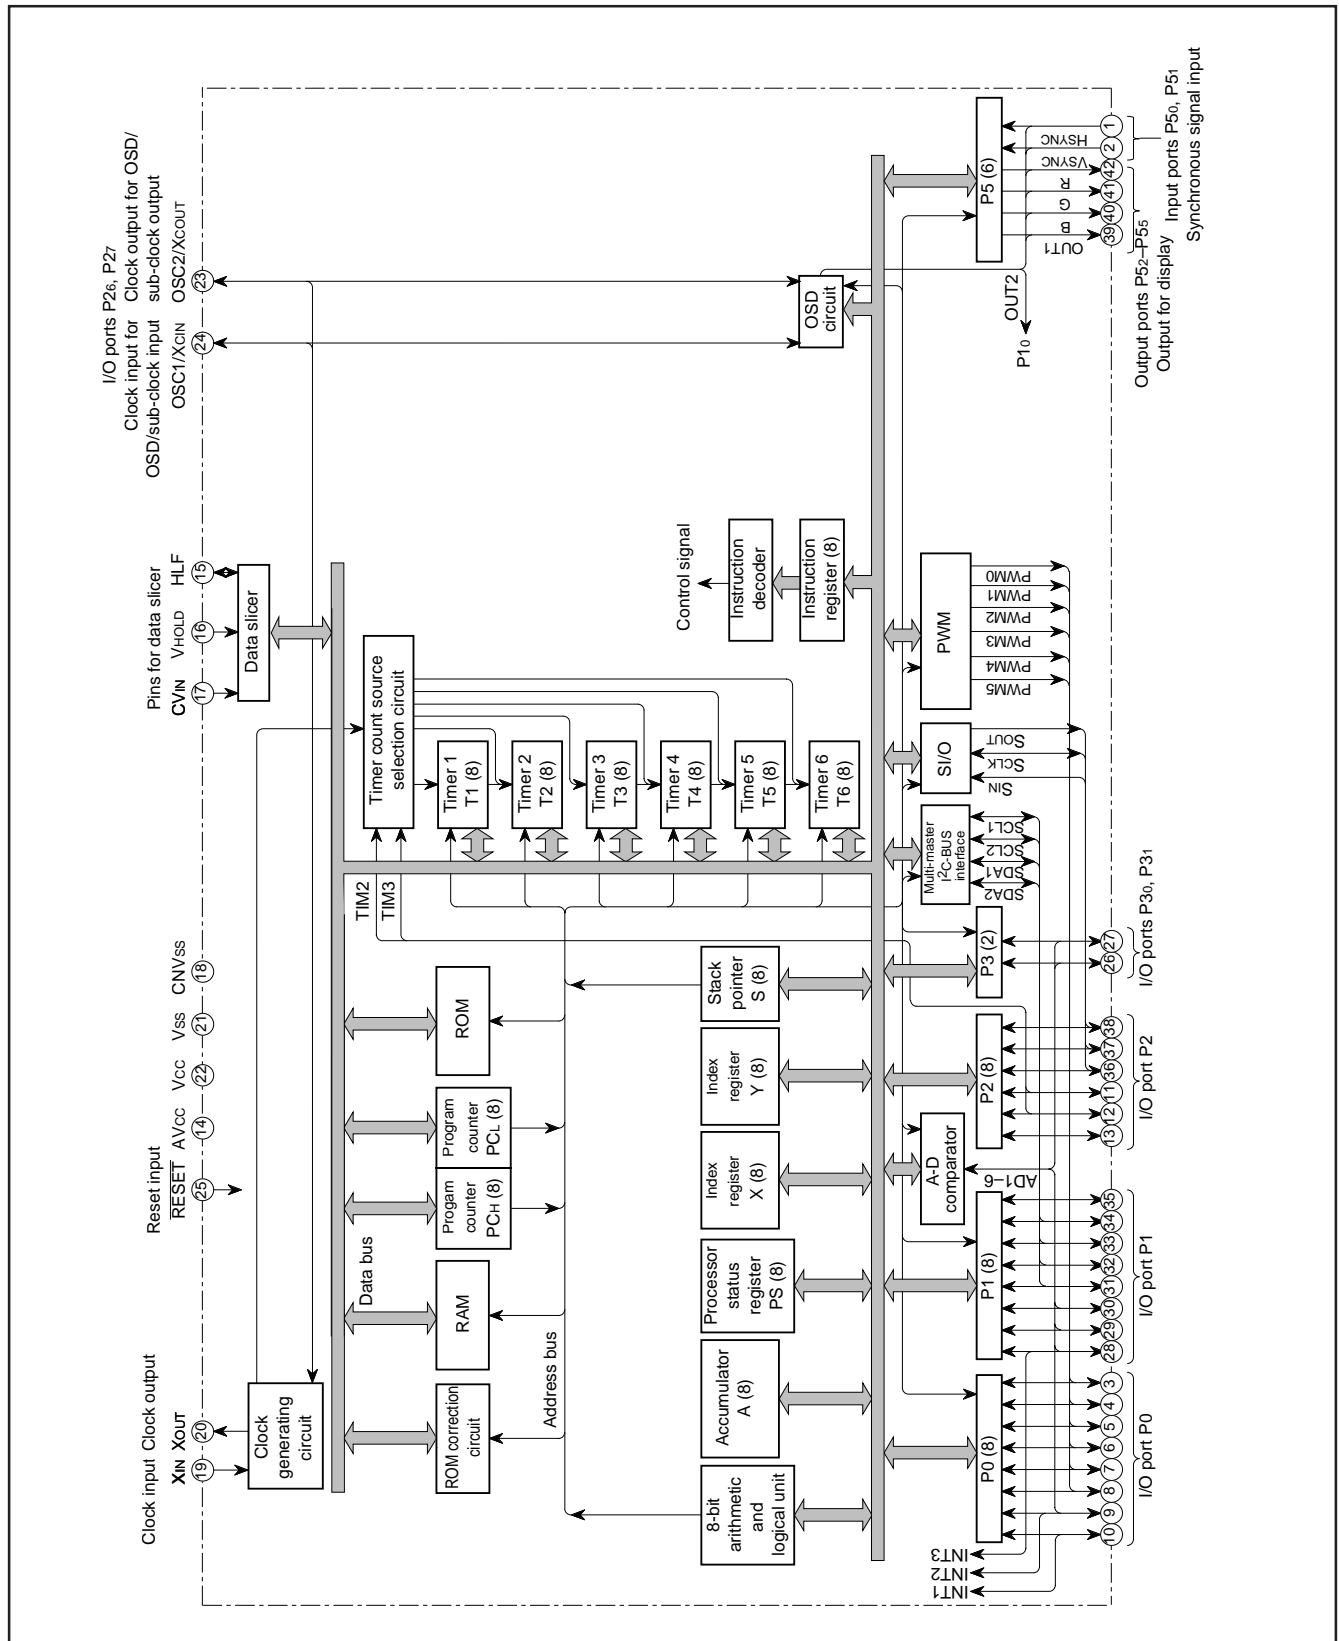 Clock input Clock output
XIN XOUT
19 20
Clock
generating
circuit
Reset input
RESET
25
AVCC
14
VCC
22
VSS
21
CNVSS
18
Pins for data slicer
CVIN VHOLD HLF
17 16 15
Data slicer
I/O ports P26, P27
Clock input for
OSD/sub-clock input
OSC1/XCIN
24
Clock output for OSD/
sub-clock output
OSC2/XCOUT
23
Data bus
ROM correction
circuit
RAM
Progam
counter
PCH (8)
Program
counter
PCL (8)
ROM
TIM2
TIM3
Timer count source
selection circuit
Timer 1
T1 (8)
Timer 2
T2 (8)
Timer 3
T3 (8)
Timer 4
T4 (8)
Timer 5
T5 (8)
Timer 6
T6 (8)
Address bus
8-bit
arithmetic
and
logical unit
Accumulator
A (8)
Processor
status
register
PS (8)
Index
register
X (8)
Index
register
Y (8)
Stack
pointer
S (8)
Control signal
Instruction
decoder
Instruction
register (8)
OSD
circuit
P0 (8)
P1 (8)
A-D
comparator
AD1–6
P2 (8)
P3 (2)
Multi-master
I2C-BUS
interface
SDA2
SDA1
SCL2
SCL1
SI/O
SIN
SCLK
SOUT
PWM
PWM5
PWM4
PWM3
PWM2
PWM1
PWM0
P5 (6)
OUT1
B
G
R
VSYNC
HSYNC
OUT2
P10
INT1
INT2
INT3
10 9 8 7 6 5 4 3
I/O port P0
28 29 30 31 32 33 34 35
I/O port P1
13 12 11 36 37 38
I/O port P2
26 27
I/O ports P30, P31
39 40 41 42 2 1
Output ports P52–P55
Output for display
Input ports P50, P51
Synchronous signal input